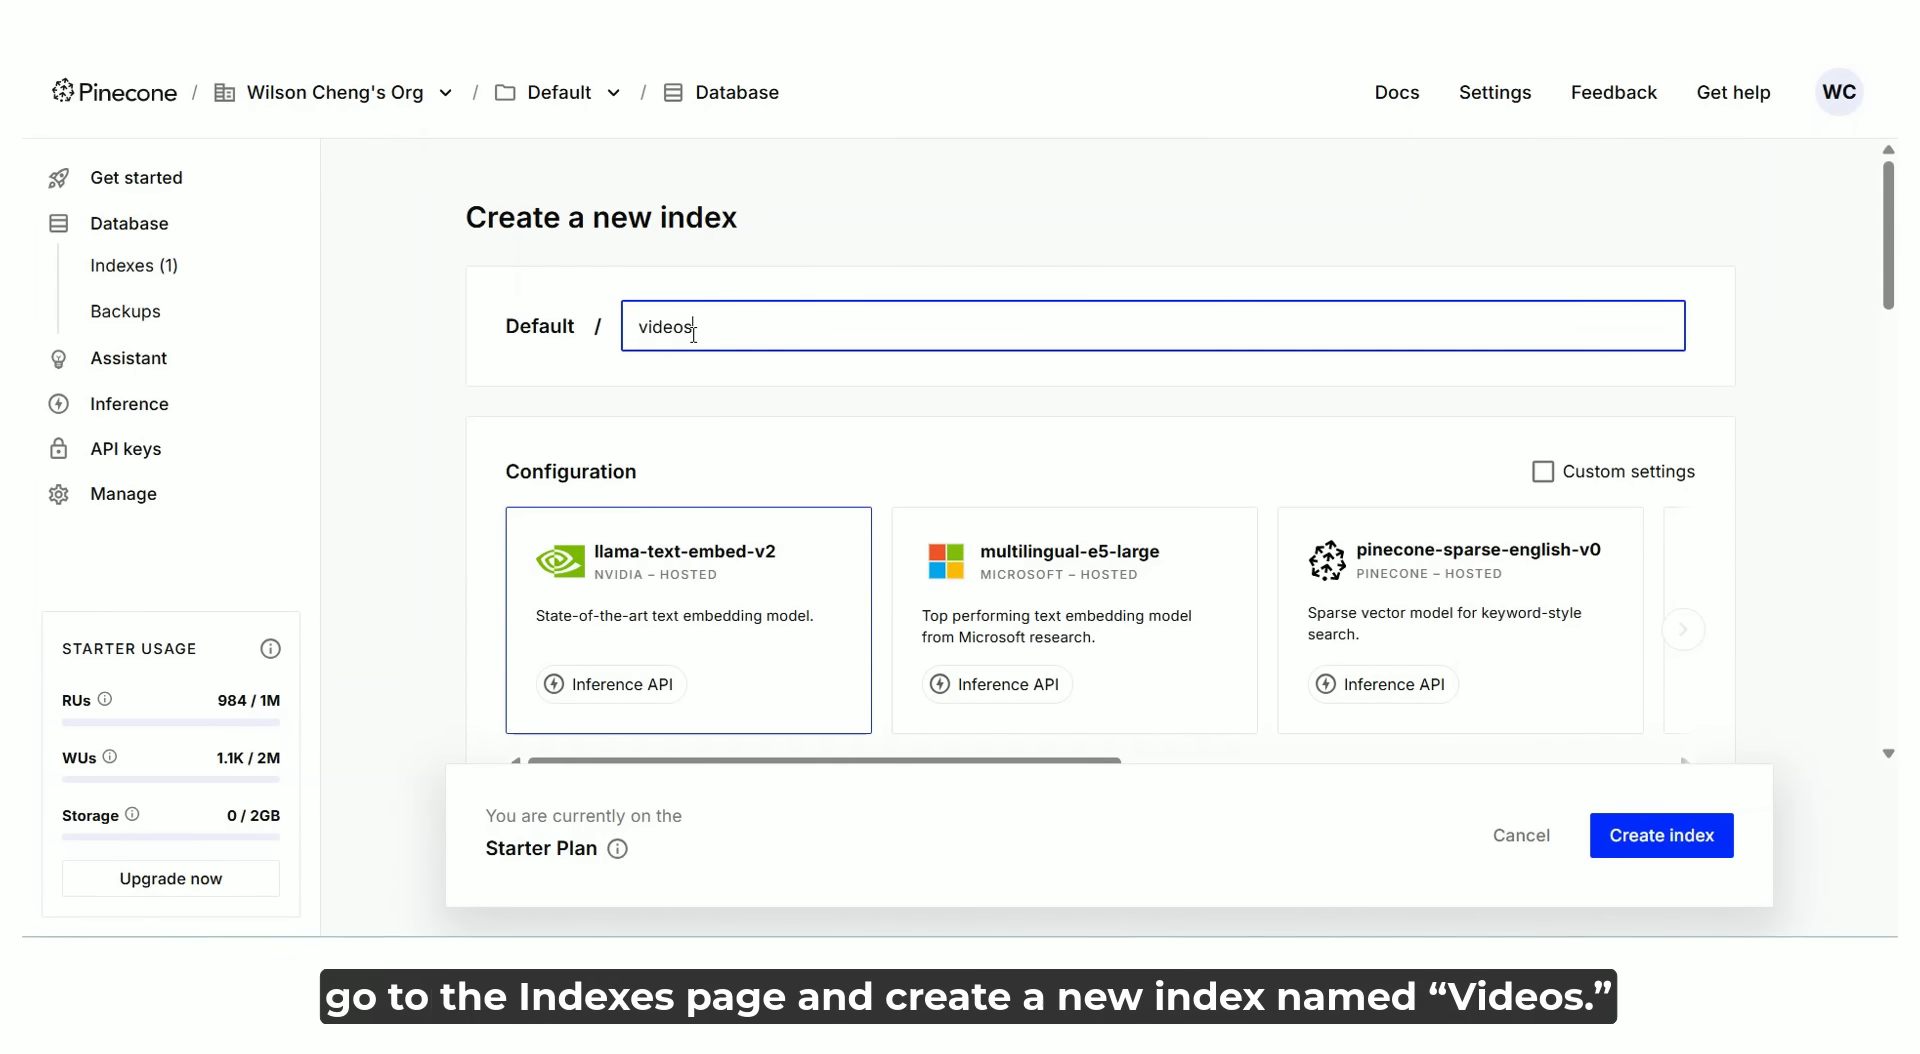 Pinecone / Wilson Cheng's Org / Default / Database
Docs Settings Feedback Get help WC
Get started
Database
Indexes (1)
Backups
Assistant
Inference
API keys
Manage
STARTER USAGE
RUs 984 / 1M
WUs 1.1K / 2M
Storage 0 / 2GB
Upgrade now
Create a new index
Default / videos
Configuration
Custom settings
llama-text-embed-v2
NVIDIA – HOSTED
State-of-the-art text embedding model.
Inference API
multilingual-e5-large
MICROSOFT – HOSTED
Top performing text embedding model
from Microsoft research.
Inference API
pinecone-sparse-english-v0
PINECONE – HOSTED
Sparse vector model for keyword-style
search.
Inference API
You are currently on the
Starter Plan
Cancel
Create index
go to the Indexes page and create a new index named “Videos.”